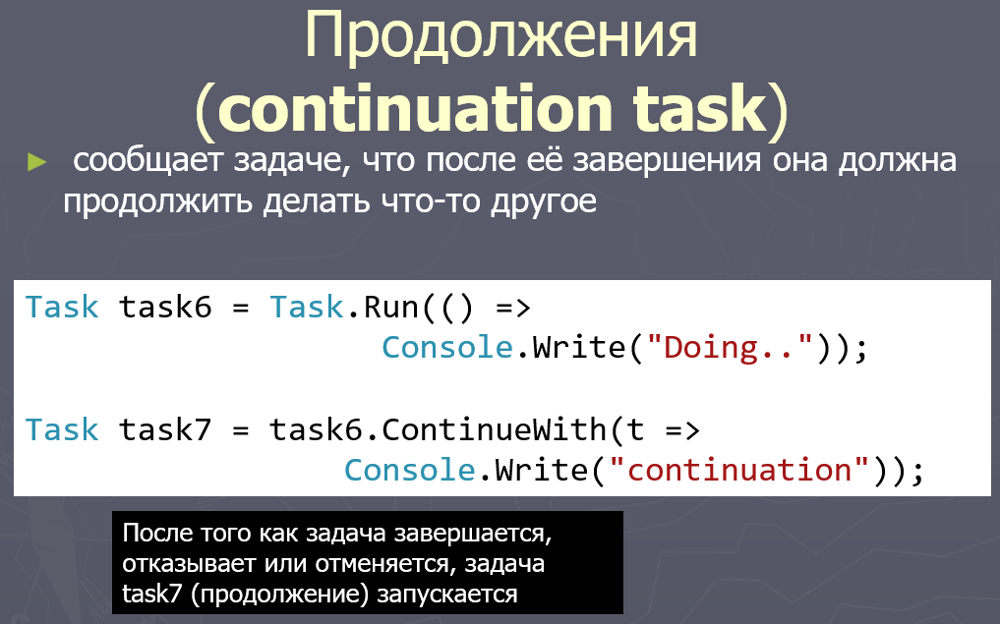 Продолжения
(continuation task)
► сообщает задаче, что после её завершения она должна
продолжить делать что-то другое
Task task6 = Task.Run(() =>
Console.Write("Doing.."));
Task task7 = task6.ContinueWith(t =>
Console.Write("continuation"));
После того как задача завершается,
отказывает или отменяется, задача
task7 (продолжение) запускается